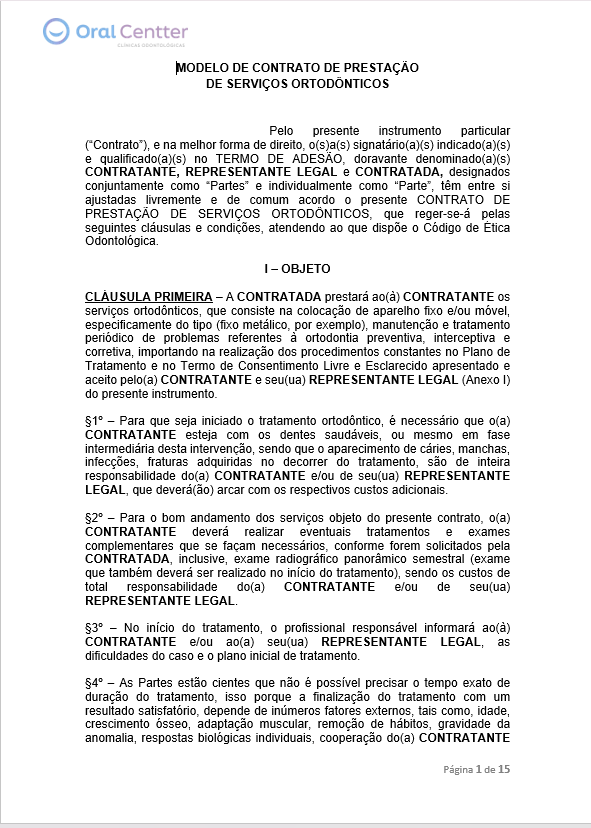 Oral Centter
CLÍNICAS ODONTOLÓGICAS
MODELO DE CONTRATO DE PRESTAÇÃO
DE SERVIÇOS ORTODÔNTICOS
Pelo presente instrumento particular
(“Contrato”), e na melhor forma de direito, o(s)a(s) signatário(a)(s) indicado(a)(s)
e qualificado(a)(s) no TERMO DE ADESÃO, doravante denominado(a)(s)
CONTRATANTE, REPRESENTANTE LEGAL e CONTRATADA, designados
conjuntamente como “Partes” e individualmente como “Parte”, têm entre si
ajustadas livremente e de comum acordo o presente CONTRATO DE
PRESTAÇÃO DE SERVIÇOS ORTODÔNTICOS, que reger-se-á pelas
seguintes cláusulas e condições, atendendo ao que dispõe o Código de Ética
Odontológica.
I – OBJETO
CLÁUSULA PRIMEIRA – A CONTRATADA prestará ao(à) CONTRATANTE os
serviços ortodônticos, que consiste na colocação de aparelho fixo e/ou móvel,
especificamente do tipo (fixo metálico, por exemplo), manutenção e tratamento
periódico de problemas referentes à ortodontia preventiva, interceptiva e
corretiva, importando na realização dos procedimentos constantes no Plano de
Tratamento e no Termo de Consentimento Livre e Esclarecido apresentado e
aceito pelo(a) CONTRATANTE e seu(ua) REPRESENTANTE LEGAL (Anexo I)
do presente instrumento.
§1º – Para que seja iniciado o tratamento ortodôntico, é necessário que o(a)
CONTRATANTE esteja com os dentes saudáveis, ou mesmo em fase
intermediária desta intervenção, sendo que o aparecimento de cáries, manchas,
infecções, fraturas adquiridas no decorrer do tratamento, são de inteira
responsabilidade do(a) CONTRATANTE e/ou de seu(ua) REPRESENTANTE
LEGAL, que deverá(ão) arcar com os respectivos custos adicionais.
§2º – Para o bom andamento dos serviços objeto do presente contrato, o(a)
CONTRATANTE deverá realizar eventuais tratamentos e exames
complementares que se façam necessários, conforme forem solicitados pela
CONTRATADA, inclusive, exame radiográfico panorâmico semestral (exame
que também deverá ser realizado no início do tratamento), sendo os custos de
total responsabilidade do(a) CONTRATANTE e/ou de seu(ua)
REPRESENTANTE LEGAL.
§3º – No início do tratamento, o profissional responsável informará ao(à)
CONTRATANTE e/ou ao(a) seu(ua) REPRESENTANTE LEGAL, as
dificuldades do caso e o plano inicial de tratamento.
§4º – As Partes estão cientes que não é possível precisar o tempo exato de
duração do tratamento, isso porque a finalização do tratamento com um
resultado satisfatório, depende de inúmeros fatores externos, tais como, idade,
crescimento ósseo, adaptação muscular, remoção de hábitos, gravidade da
anomalia, respostas biológicas individuais, cooperação do(a) CONTRATANTE
Página 1 de 15